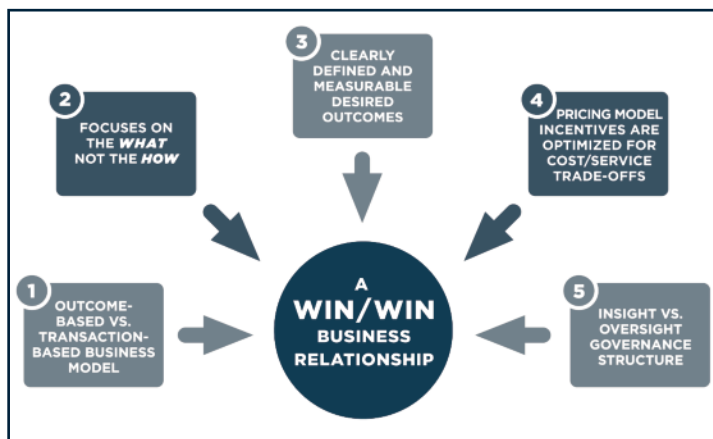 1
OUTCOME-
BASED VS.
TRANSACTION-
BASED BUSINESS
MODEL
2
FOCUSES ON
THE WHAT
NOT THE HOW
3
CLEARLY
DEFINED AND
MEASURABLE
DESIRED
OUTCOMES
4
PRICING MODEL
INCENTIVES ARE
OPTIMIZED FOR
COST/SERVICE
TRADE-OFFS
5
INSIGHT VS.
OVERSIGHT
GOVERNANCE
STRUCTURE
A
WIN/WIN
BUSINESS
RELATIONSHIP